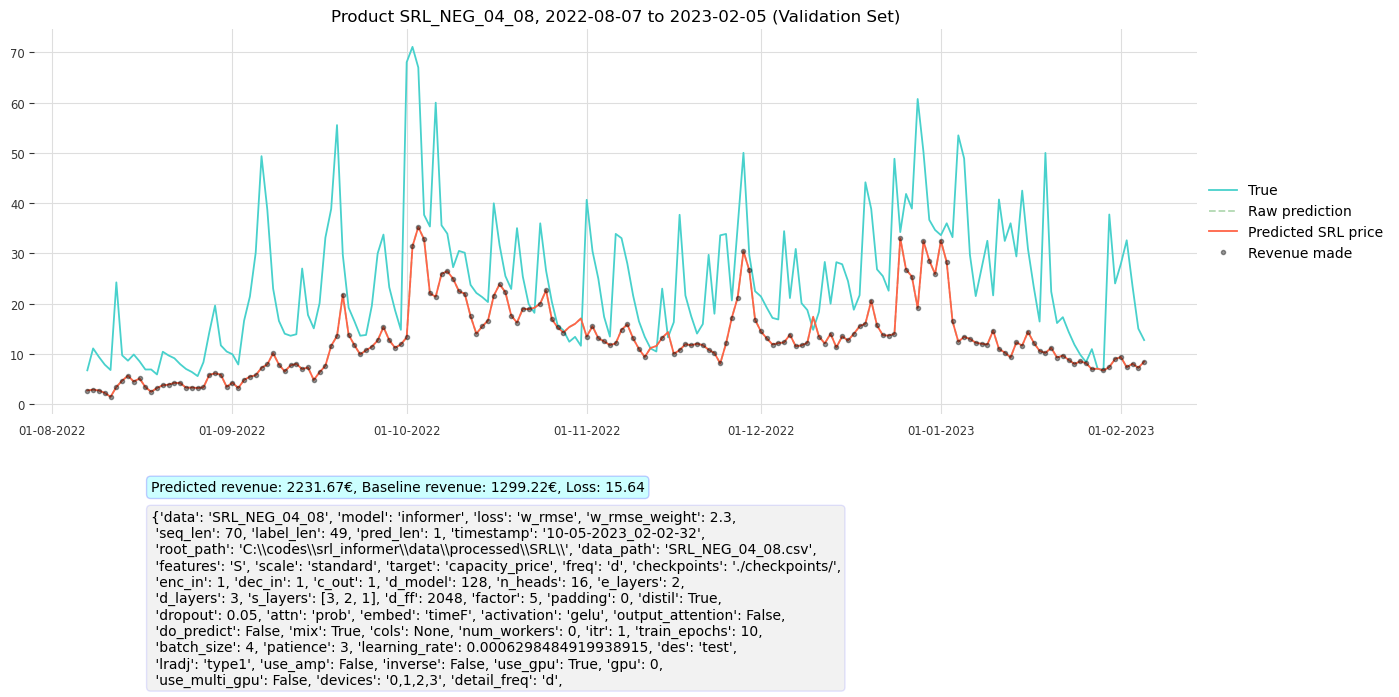 Product SRL_NEG_04_08, 2022-08-07 to 2023-02-05 (Validation Set)
70
60
50
40
30
20
10
0
01-08-2022
01-09-2022
01-10-2022
01-11-2022
01-12-2022
01-01-2023
01-02-2023
True
Raw prediction
Predicted SRL price
Revenue made
Predicted revenue: 2231.67€, Baseline revenue: 1299.22€, Loss: 15.64
{'data': 'SRL_NEG_04_08', 'model': 'informer', 'loss': 'w_rmse', 'w_rmse_weight': 2.3,
'seq_len': 70, 'label_len': 49, 'pred_len': 1, 'timestamp': '10-05-2023_02-02-32',
'root_path': 'C:\\codes\\srl_informer\\data\\processed\\SRL\\', 'data_path': 'SRL_NEG_04_08.csv',
'features': 'S', 'scale': 'standard', 'target': 'capacity_price', 'freq': 'd', 'checkpoints': './checkpoints/',
'enc_in': 1, 'dec_in': 1, 'c_out': 1, 'd_model': 128, 'n_heads': 16, 'e_layers': 2,
'd_layers': 3, 's_layers': [3, 2, 1], 'd_ff': 2048, 'factor': 5, 'padding': 0, 'distil': True,
'dropout': 0.05, 'attn': 'prob', 'embed': 'timeF', 'activation': 'gelu', 'output_attention': False,
'do_predict': False, 'mix': True, 'cols': None, 'num_workers': 0, 'itr': 1, 'train_epochs': 10,
'batch_size': 4, 'patience': 3, 'learning_rate': 0.0006298484919938915, 'des': 'test',
'lradj': 'type1', 'use_amp': False, 'inverse': False, 'use_gpu': True, 'gpu': 0,
'use_multi_gpu': False, 'devices': '0,1,2,3', 'detail_freq': 'd',